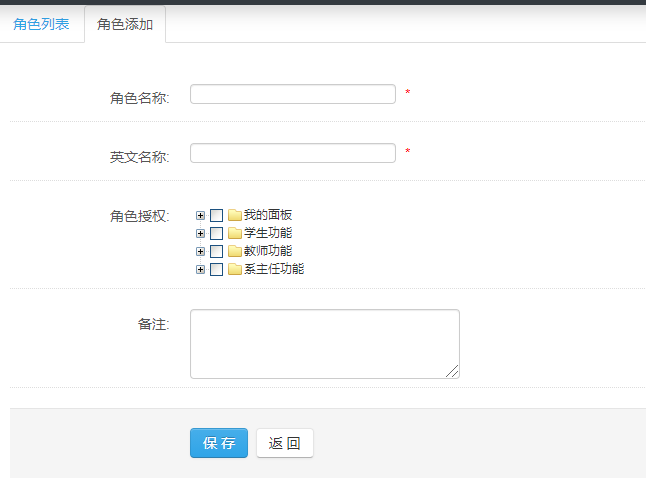 角色列表 角色添加
角色名称: *
英文名称: *
角色授权: 我的面板
学生功能
教师功能
系主任功能
备注:
保 存 返 回